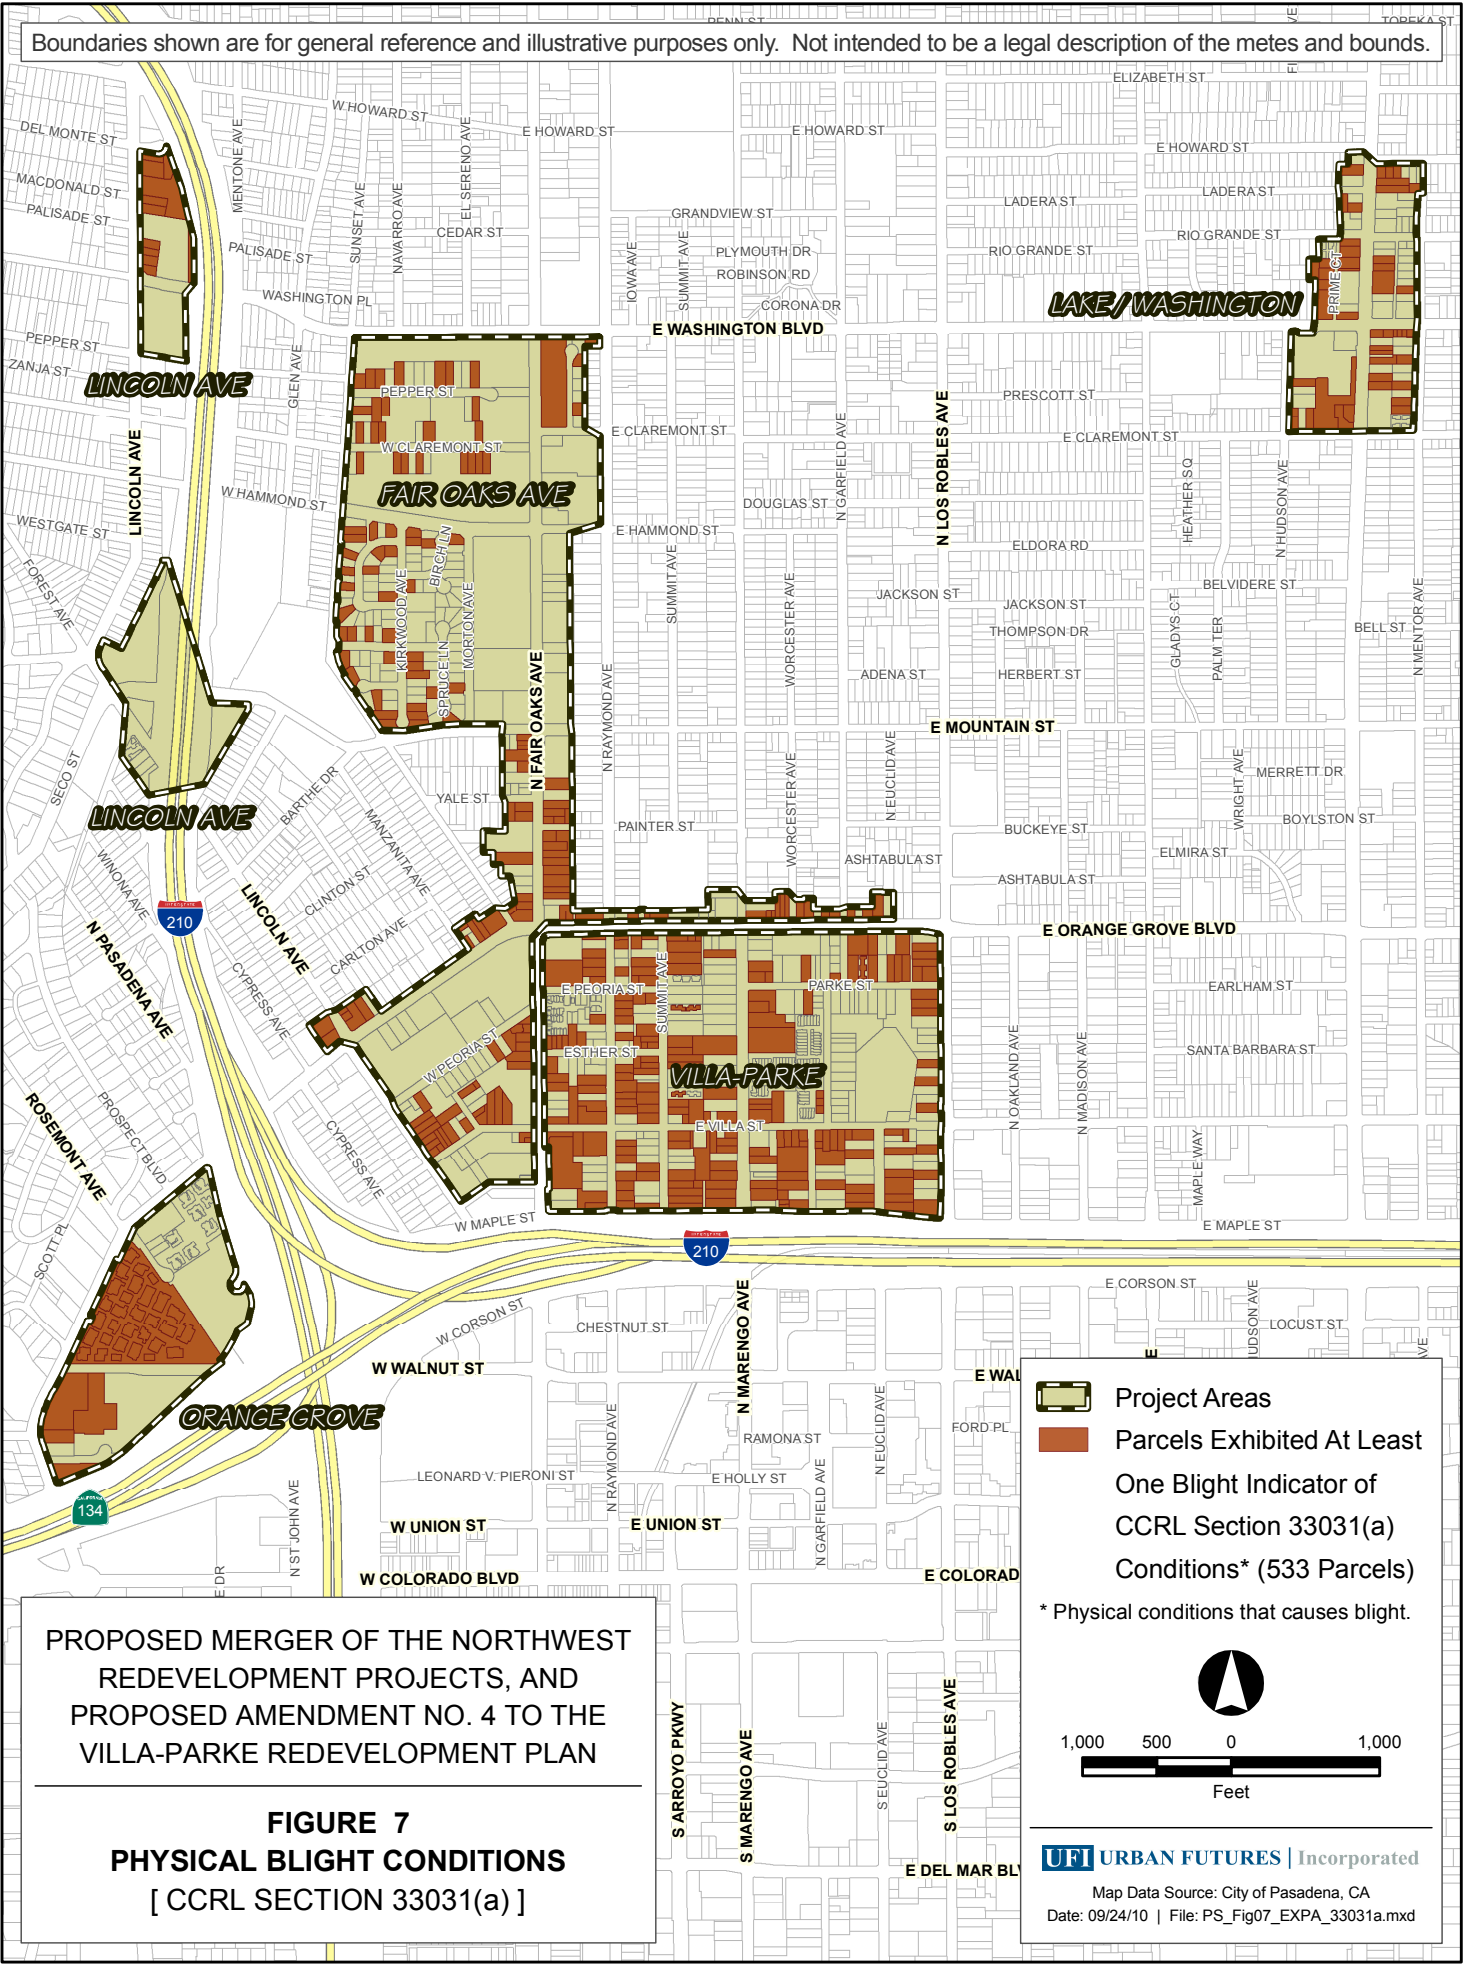 PENN ST
TOPEKA ST
Boundaries shown are for general reference and illustrative purposes only. Not intended to be a legal description of the metes and bounds.
ELIZABETH ST
W HOWARD ST
E HOWARD ST
E HOWARD ST
E HOWARD ST
DEL MONTE ST
MENTONE AVE
EL SERENO AVE
MACDONALD ST
PALISADE ST
SUNSET AVE
NAVARRO AVE
LADERA ST
LADERA ST
GRANDVIEW ST
CEDAR ST
RIO GRANDE ST
RIO GRANDE ST
PALISADE ST
PLYMOUTH DR
ROBINSON RD
IOWA AVE
SUMMIT AVE
CORONA DR
WASHINGTON PL
PRIME CT
LAKE / WASHINGTON
E WASHINGTON BLVD
PEPPER ST
ZANJA ST
GLEN AVE
LINCOLN AVE
PEPPER ST
PRESCOTT ST
E CLAREMONT ST
E CLAREMONT ST
W CLAREMONT ST
N GARFIELD AVE
N LOS ROBLES AVE
LINCOLN AVE
W HAMMOND ST
FAIR OAKS AVE
DOUGLAS ST
HEATHER SQ
N HUDSON AVE
WESTGATE ST
E HAMMOND ST
ELDORA RD
FOREST AVE
BIRCH LN
KIRKWOOD AVE
MORTON AVE
SPRUCE LN
SUMMIT AVE
WORCESTER AVE
JACKSON ST
JACKSON ST
BELVIDERE ST
THOMPSON DR
GLADYS CT
PALM TER
BELL ST
N MENTOR AVE
ADENA ST
HERBERT ST
N FAIR OAKS AVE
N RAYMOND AVE
E MOUNTAIN ST
SECO ST
BARTHE DR
YALE ST
MANZANITA AVE
WORCESTER AVE
N EUCLID AVE
WRIGHT AVE
MERRETT DR
BOYLSTON ST
LINCOLN AVE
PAINTER ST
BUCKEYE ST
ELMIRA ST
ASHTABULA ST
ASHTABULA ST
WINONA AVE
CLINTON ST
LINCOLN AVE
CARLTON AVE
210
N PASADENA AVE
CYPRESS AVE
E ORANGE GROVE BLVD
E PEORIA ST
SUMMIT AVE
PARKE ST
EARLHAM ST
W PEORIA ST
ESTHER ST
N OAKLAND AVE
N MADISON AVE
SANTA BARBARA ST
VILLA-PARKE
ROSEMONT AVE
PROSPECT BLVD
CYPRESS AVE
E VILLA ST
MAPLE WAY
SCOTT PL
W MAPLE ST
E MAPLE ST
210
E CORSON ST
W CORSON ST
CHESTNUT ST
N MARENGO AVE
LOCUST ST
HUDSON AVE
W WALNUT ST
E WAL
ORANGE GROVE
N RAYMOND AVE
N EUCLID AVE
RAMONA ST
FORD PL
LEONARD V. PIERONI ST
E HOLLY ST
N GARFIELD AVE
134
N ST JOHN AVE
W UNION ST
E UNION ST
E DR
W COLORADO BLVD
E COLORAD
S ARROYO PKWY
S MARENGO AVE
S EUCLID AVE
S LOS ROBLES AVE
E DEL MAR BLV
Project Areas
Parcels Exhibited At Least
One Blight Indicator of
CCRL Section 33031(a)
Conditions* (533 Parcels)
* Physical conditions that causes blight.
1,000 500 0 1,000
Feet
UFI URBAN FUTURES | Incorporated
Map Data Source: City of Pasadena, CA
Date: 09/24/10 | File: PS_Fig07_EXPA_33031a.mxd
PROPOSED MERGER OF THE NORTHWEST
REDEVELOPMENT PROJECTS, AND
PROPOSED AMENDMENT NO. 4 TO THE
VILLA-PARKE REDEVELOPMENT PLAN
FIGURE 7
PHYSICAL BLIGHT CONDITIONS
[ CCRL SECTION 33031(a) ]